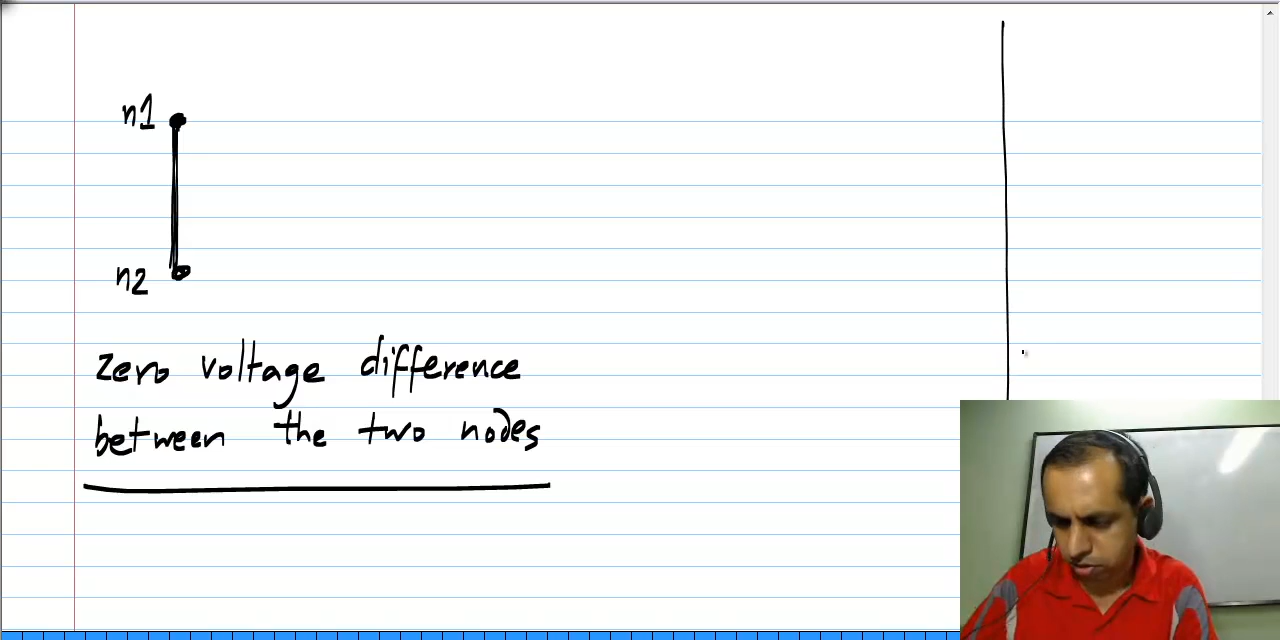 n1
n2
zero voltage difference
between the two nodes